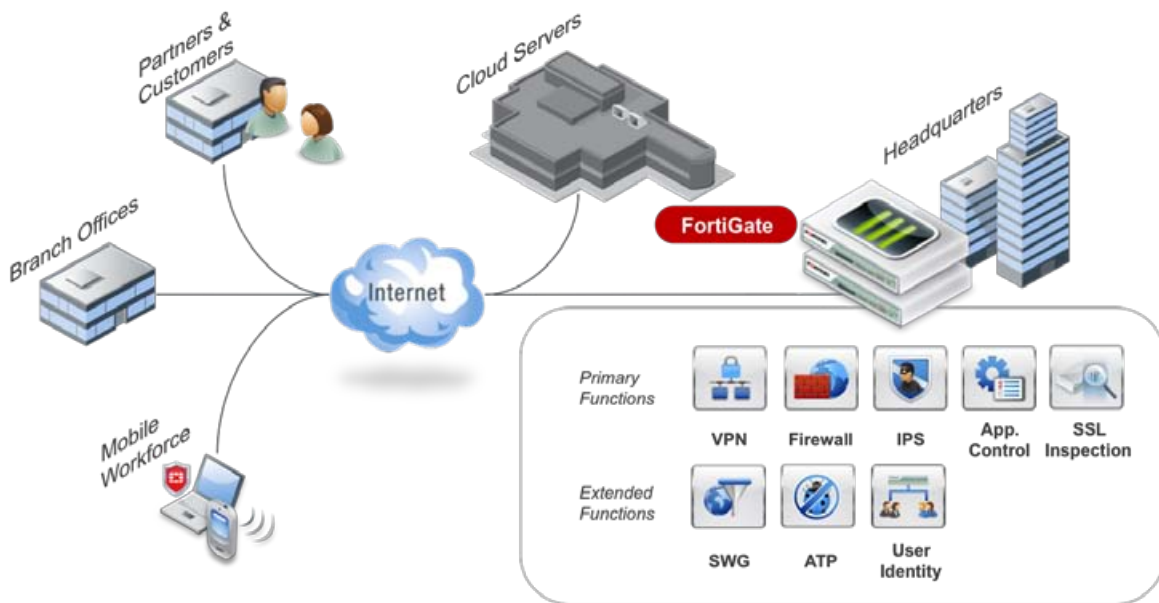 Partners &
Customers
Cloud Servers
Headquarters
FortiGate
Branch Offices
Internet
Mobile
Workforce
Primary
Functions
VPN
Firewall
IPS
App.
Control
SSL
Inspection
Extended
Functions
SWG
ATP
User
Identity